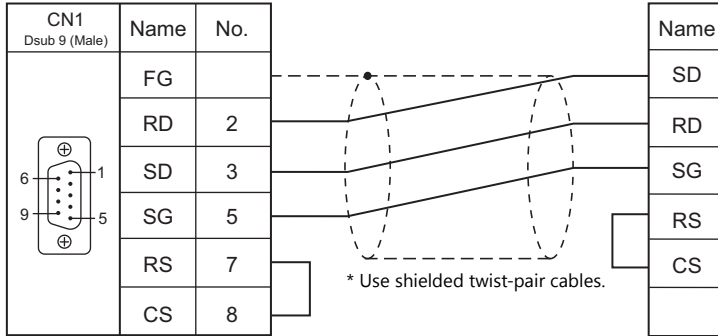 CN1
Dsub 9 (Male)
Name No.
FG
RD 2
SD 3
SG 5
RS 7
CS 8
6 1
9 5
* Use shielded twist-pair cables.
Name
SD
RD
SG
RS
CS